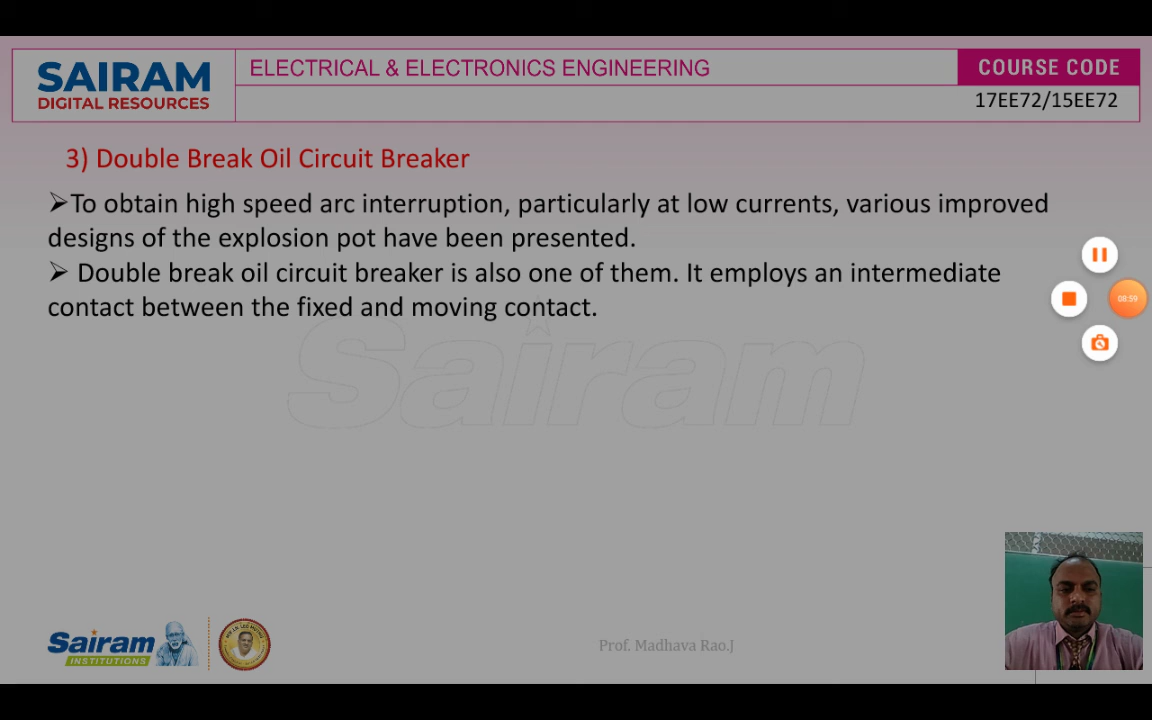 SAIRAM
DIGITAL RESOURCES
ELECTRICAL & ELECTRONICS ENGINEERING
COURSE CODE
17EE72/15EE72
3) Double Break Oil Circuit Breaker
➢To obtain high speed arc interruption, particularly at low currents, various improved
designs of the explosion pot have been presented.
➢ Double break oil circuit breaker is also one of them. It employs an intermediate
contact between the fixed and moving contact.
08:59
Sairam
Sairam
INSTITUTIONS
Prof. Madhava Rao.J